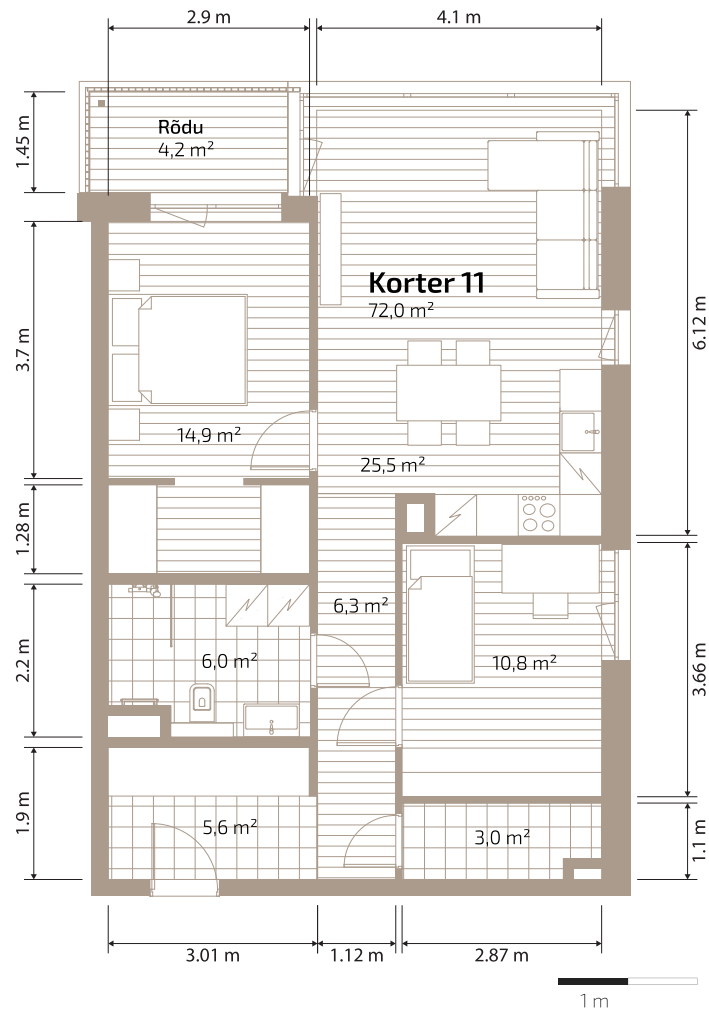 2.9 m
4.1 m
1.45 m
Rõdu
4,2 m²
Korter 11
72,0 m²
3.7 m
6.12 m
14,9 m²
25,5 m²
1.28 m
6,3 m²
2.2 m
6,0 m²
10,8 m²
3.66 m
1.9 m
5,6 m²
3,0 m²
1.1 m
3.01 m
1.12 m
2.87 m
1 m